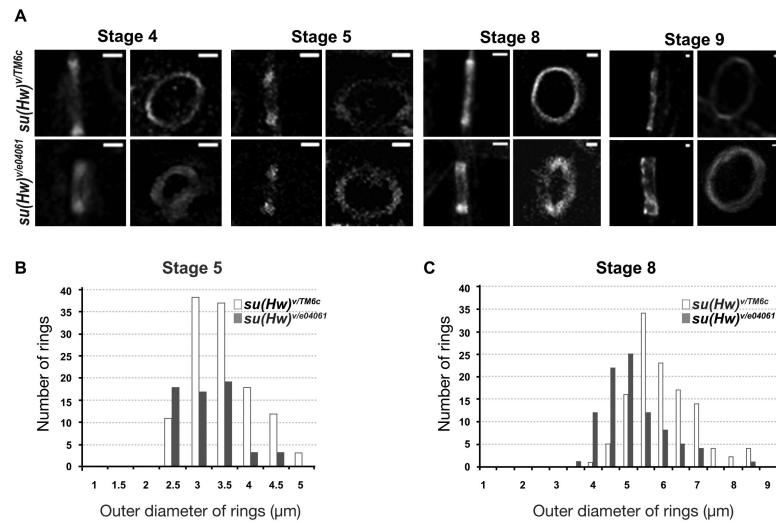 A
Stage 4 Stage 5 Stage 8 Stage 9
su(Hw)v/TM6c
su(Hw)v/e04061
B Stage 5
40
35
30
25
20
15
10
5
0
Number of rings
su(Hw)v/TM6c
su(Hw)v/e04061
1 1.5 2 2.5 3 3.5 4 4.5 5
Outer diameter of rings (µm)
C Stage 8
40
35
30
25
20
15
10
5
0
Number of rings
su(Hw)v/TM6c
su(Hw)v/e04061
1 2 3 4 5 6 7 8 9
Outer diameter of rings (µm)